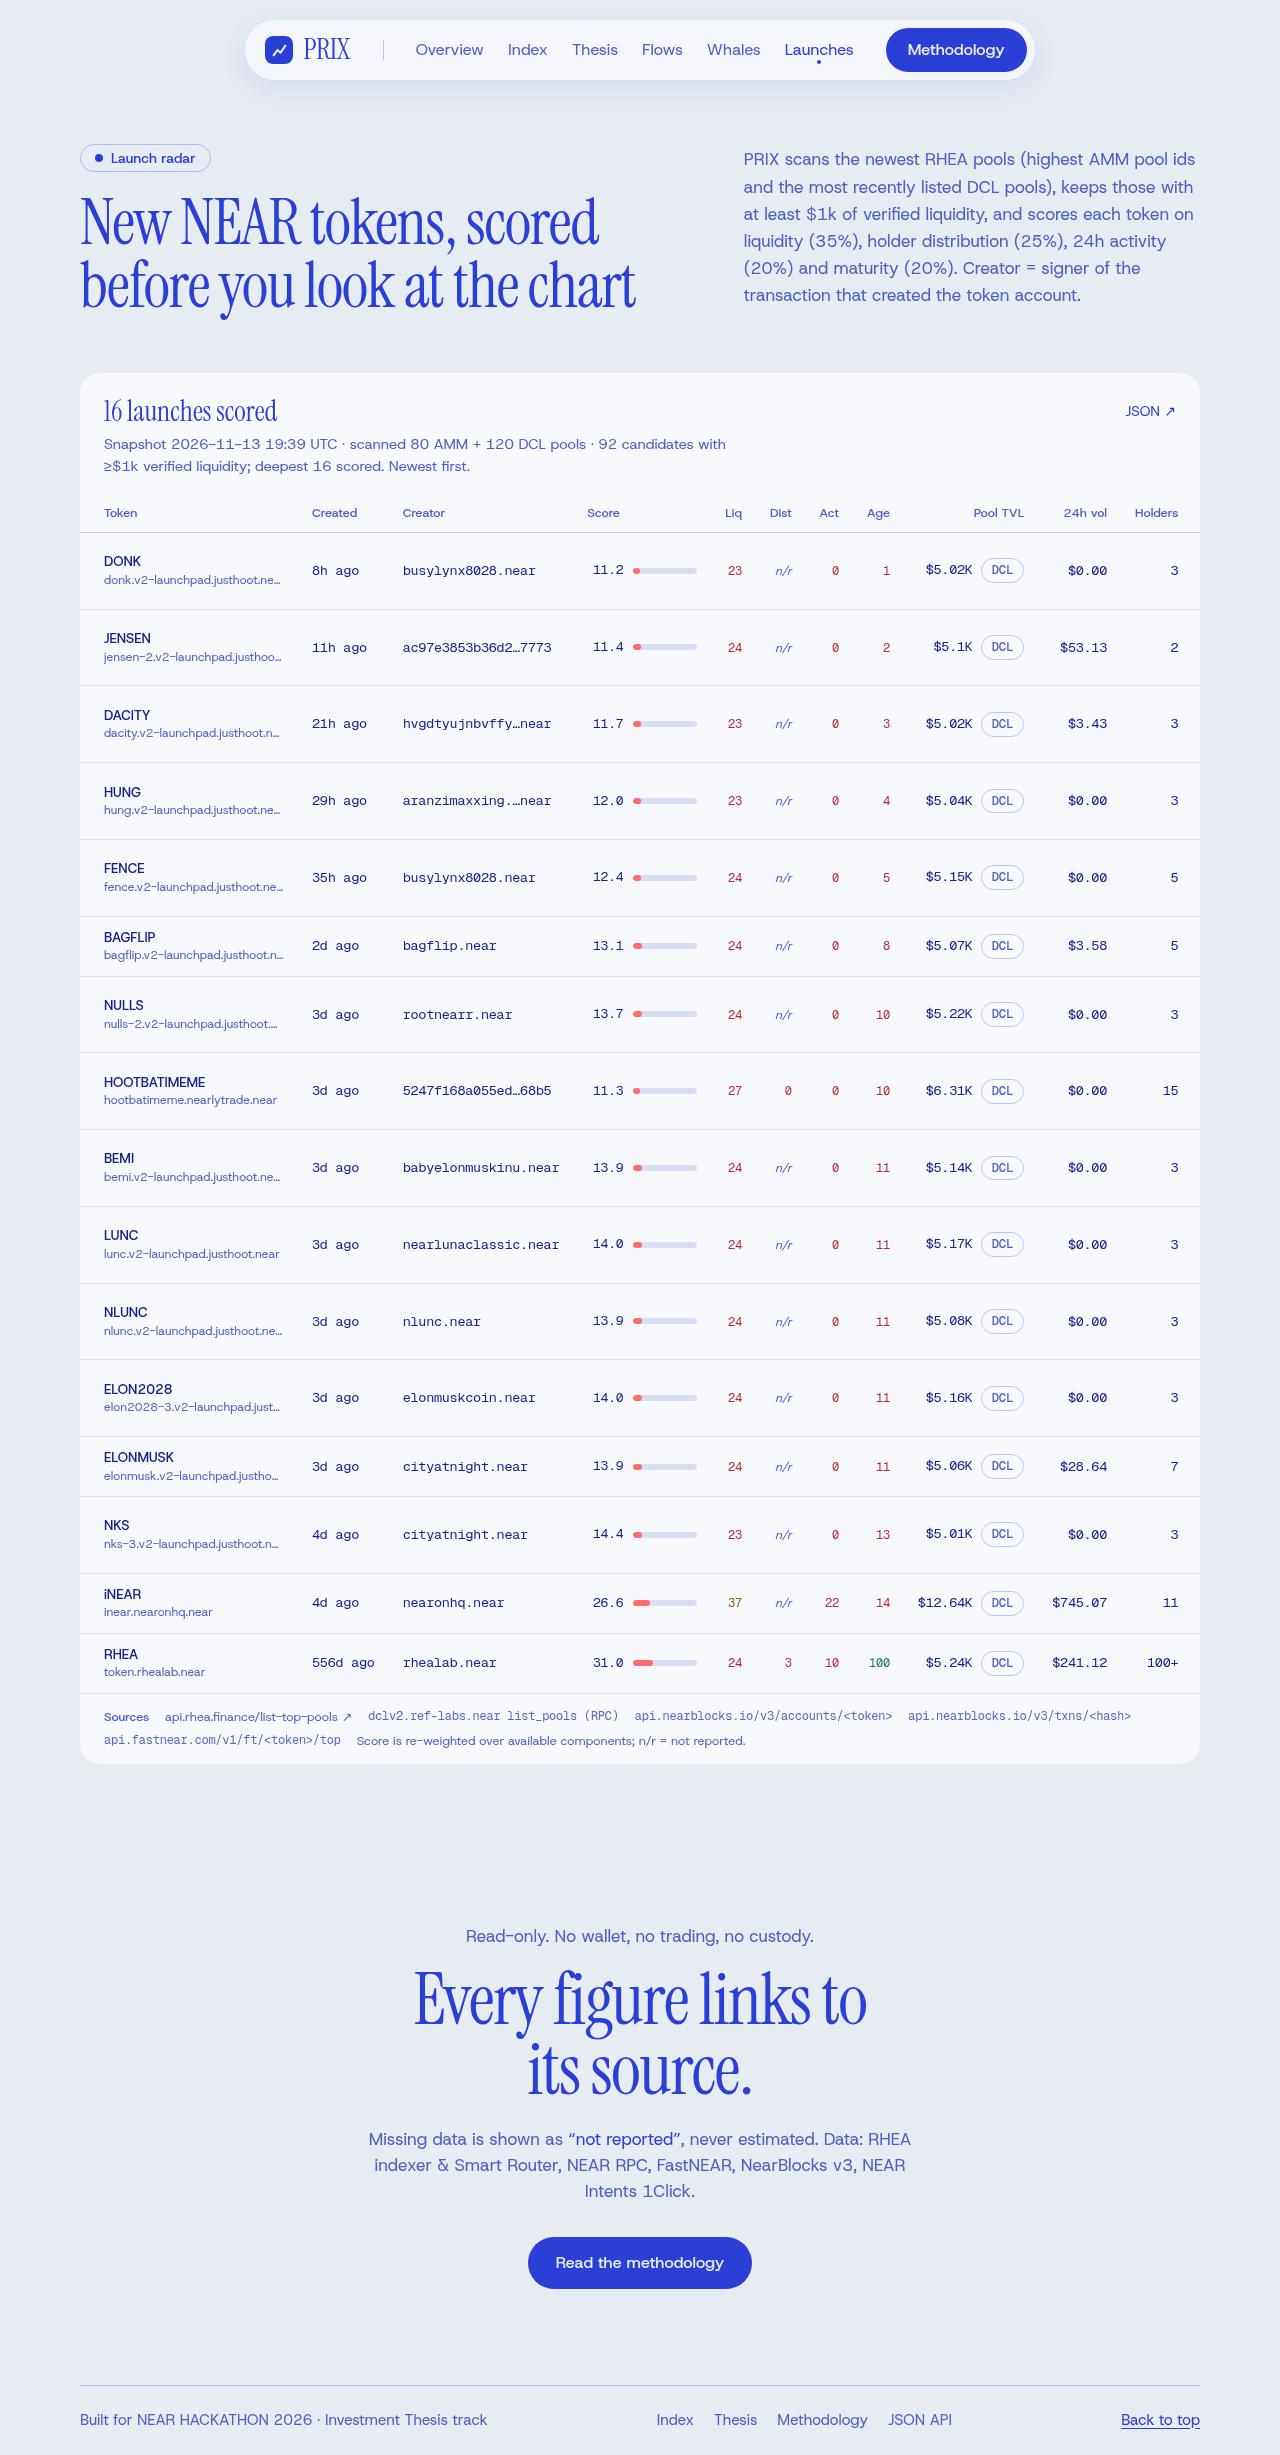 PRIX
Overview Index Thesis Flows Whales Launches Methodology
Launch radar
New NEAR tokens, scored
before you look at the chart
PRIX scans the newest RHEA pools (highest AMM pool ids
and the most recently listed DCL pools), keeps those with
at least $1k of verified liquidity, and scores each token on
liquidity (35%), holder distribution (25%), 24h activity
(20%) and maturity (20%). Creator = signer of the
transaction that created the token account.
16 launches scored
JSON ↗
Snapshot 2026-11-13 19:39 UTC · scanned 80 AMM + 120 DCL pools · 92 candidates with
≥$1k verified liquidity; deepest 16 scored. Newest first.
Token Created Creator Score Liq Dist Act Age Pool TVL 24h vol Holders
DONK
donk.v2-launchpad.justhoot.ne…
8h ago busylynx8028.near 11.2 23 n/r 0 1 $5.02K DCL $0.00 3
JENSEN
jensen-2.v2-launchpad.justhoo…
11h ago ac97e3853b36d2…7773 11.4 24 n/r 0 2 $5.1K DCL $53.13 2
DACITY
dacity.v2-launchpad.justhoot.n…
21h ago hvgdtyujnbvffy…near 11.7 23 n/r 0 3 $5.02K DCL $3.43 3
HUNG
hung.v2-launchpad.justhoot.ne…
29h ago aranzimaxxing.…near 12.0 23 n/r 0 4 $5.04K DCL $0.00 3
FENCE
fence.v2-launchpad.justhoot.ne…
35h ago busylynx8028.near 12.4 24 n/r 0 5 $5.15K DCL $0.00 5
BAGFLIP
bagflip.v2-launchpad.justhoot.n…
2d ago bagflip.near 13.1 24 n/r 0 8 $5.07K DCL $3.58 5
NULLS
nulls-2.v2-launchpad.justhoot.…
3d ago rootnearr.near 13.7 24 n/r 0 10 $5.22K DCL $0.00 3
HOOTBATIMEME
hootbatimeme.nearlytrade.near
3d ago 5247f168a055ed…68b5 11.3 27 0 0 10 $6.31K DCL $0.00 15
BEMI
bemi.v2-launchpad.justhoot.ne…
3d ago babyelonmuskinu.near 13.9 24 n/r 0 11 $5.14K DCL $0.00 3
LUNC
lunc.v2-launchpad.justhoot.near
3d ago nearlunaclassic.near 14.0 24 n/r 0 11 $5.17K DCL $0.00 3
NLUNC
nlunc.v2-launchpad.justhoot.ne…
3d ago nlunc.near 13.9 24 n/r 0 11 $5.08K DCL $0.00 3
ELON2028
elon2028-3.v2-launchpad.just…
3d ago elonmuskcoin.near 14.0 24 n/r 0 11 $5.16K DCL $0.00 3
ELONMUSK
elonmusk.v2-launchpad.justho…
3d ago cityatnight.near 13.9 24 n/r 0 11 $5.06K DCL $28.64 7
NKS
nks-3.v2-launchpad.justhoot.n…
4d ago cityatnight.near 14.4 23 n/r 0 13 $5.01K DCL $0.00 3
iNEAR
inear.nearonhq.near
4d ago nearonhq.near 26.6 37 n/r 22 14 $12.64K DCL $745.07 11
RHEA
token.rhealab.near
556d ago rhealab.near 31.0 24 3 10 100 $5.24K DCL $241.12 100+
Sources api.rhea.finance/list-top-pools ↗ dclv2.ref-labs.near list_pools (RPC) api.nearblocks.io/v3/accounts/<token> api.nearblocks.io/v3/txns/<hash>
api.fastnear.com/v1/ft/<token>/top Score is re-weighted over available components; n/r = not reported.
Read-only. No wallet, no trading, no custody.
Every figure links to
its source.
Missing data is shown as “not reported”, never estimated. Data: RHEA
indexer & Smart Router, NEAR RPC, FastNEAR, NearBlocks v3, NEAR
Intents 1Click.
Read the methodology
Built for NEAR HACKATHON 2026 · Investment Thesis track
Index Thesis Methodology JSON API
Back to top